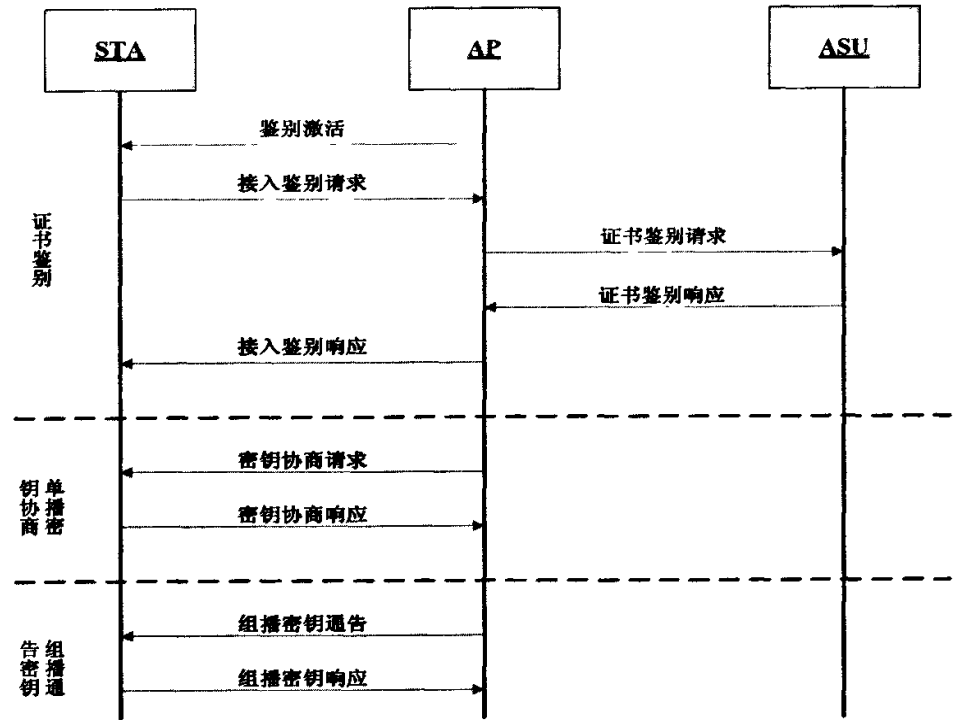 STA
AP
ASU
鉴别激活
接入鉴别请求
证书鉴别
证书鉴别请求
证书鉴别响应
接入鉴别响应
密钥协商请求
单播密
钥协商
密钥协商响应
组播密钥通告
组播通
告密钥
组播密钥响应